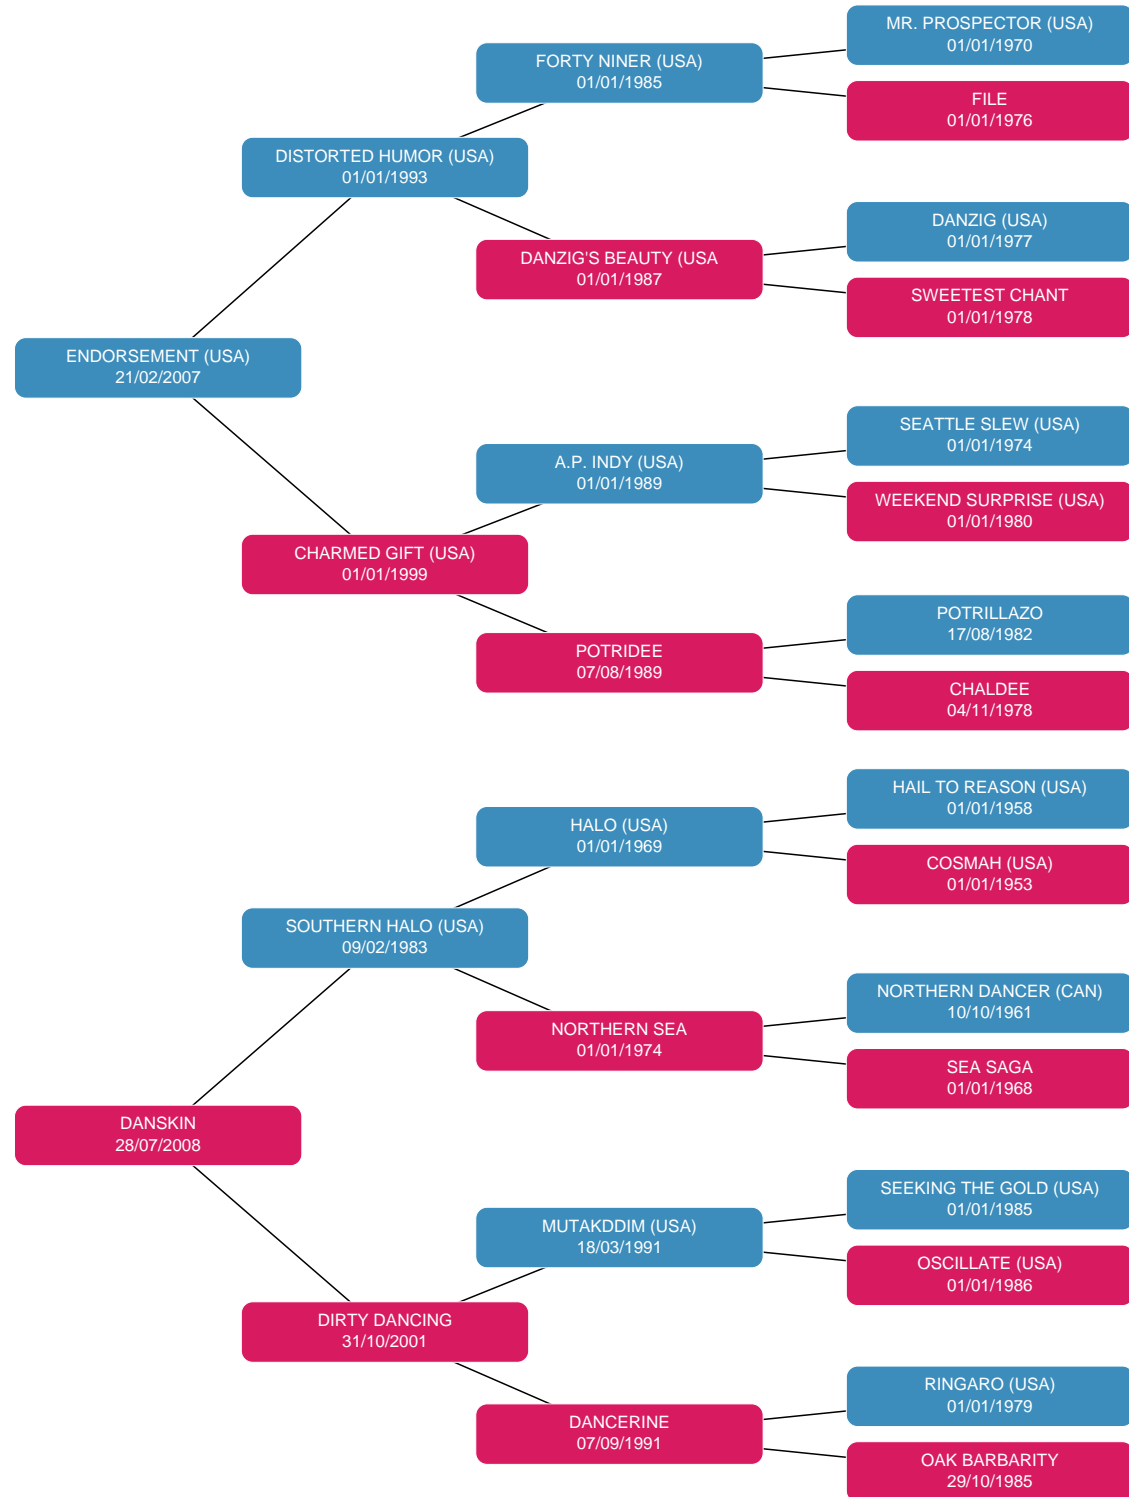 MR. PROSPECTOR (USA)
01/01/1970
FORTY NINER (USA)
01/01/1985
FILE
01/01/1976
DISTORTED HUMOR (USA)
01/01/1993
DANZIG (USA)
01/01/1977
DANZIG'S BEAUTY (USA
01/01/1987
SWEETEST CHANT
01/01/1978
ENDORSEMENT (USA)
21/02/2007
SEATTLE SLEW (USA)
01/01/1974
A.P. INDY (USA)
01/01/1989
WEEKEND SURPRISE (USA)
01/01/1980
CHARMED GIFT (USA)
01/01/1999
POTRILLAZO
17/08/1982
POTRIDEE
07/08/1989
CHALDEE
04/11/1978
HAIL TO REASON (USA)
01/01/1958
HALO (USA)
01/01/1969
COSMAH (USA)
01/01/1953
SOUTHERN HALO (USA)
09/02/1983
NORTHERN DANCER (CAN)
10/10/1961
NORTHERN SEA
01/01/1974
SEA SAGA
01/01/1968
DANSKIN
28/07/2008
SEEKING THE GOLD (USA)
01/01/1985
MUTAKDDIM (USA)
18/03/1991
OSCILLATE (USA)
01/01/1986
DIRTY DANCING
31/10/2001
RINGARO (USA)
01/01/1979
DANCERINE
07/09/1991
OAK BARBARITY
29/10/1985